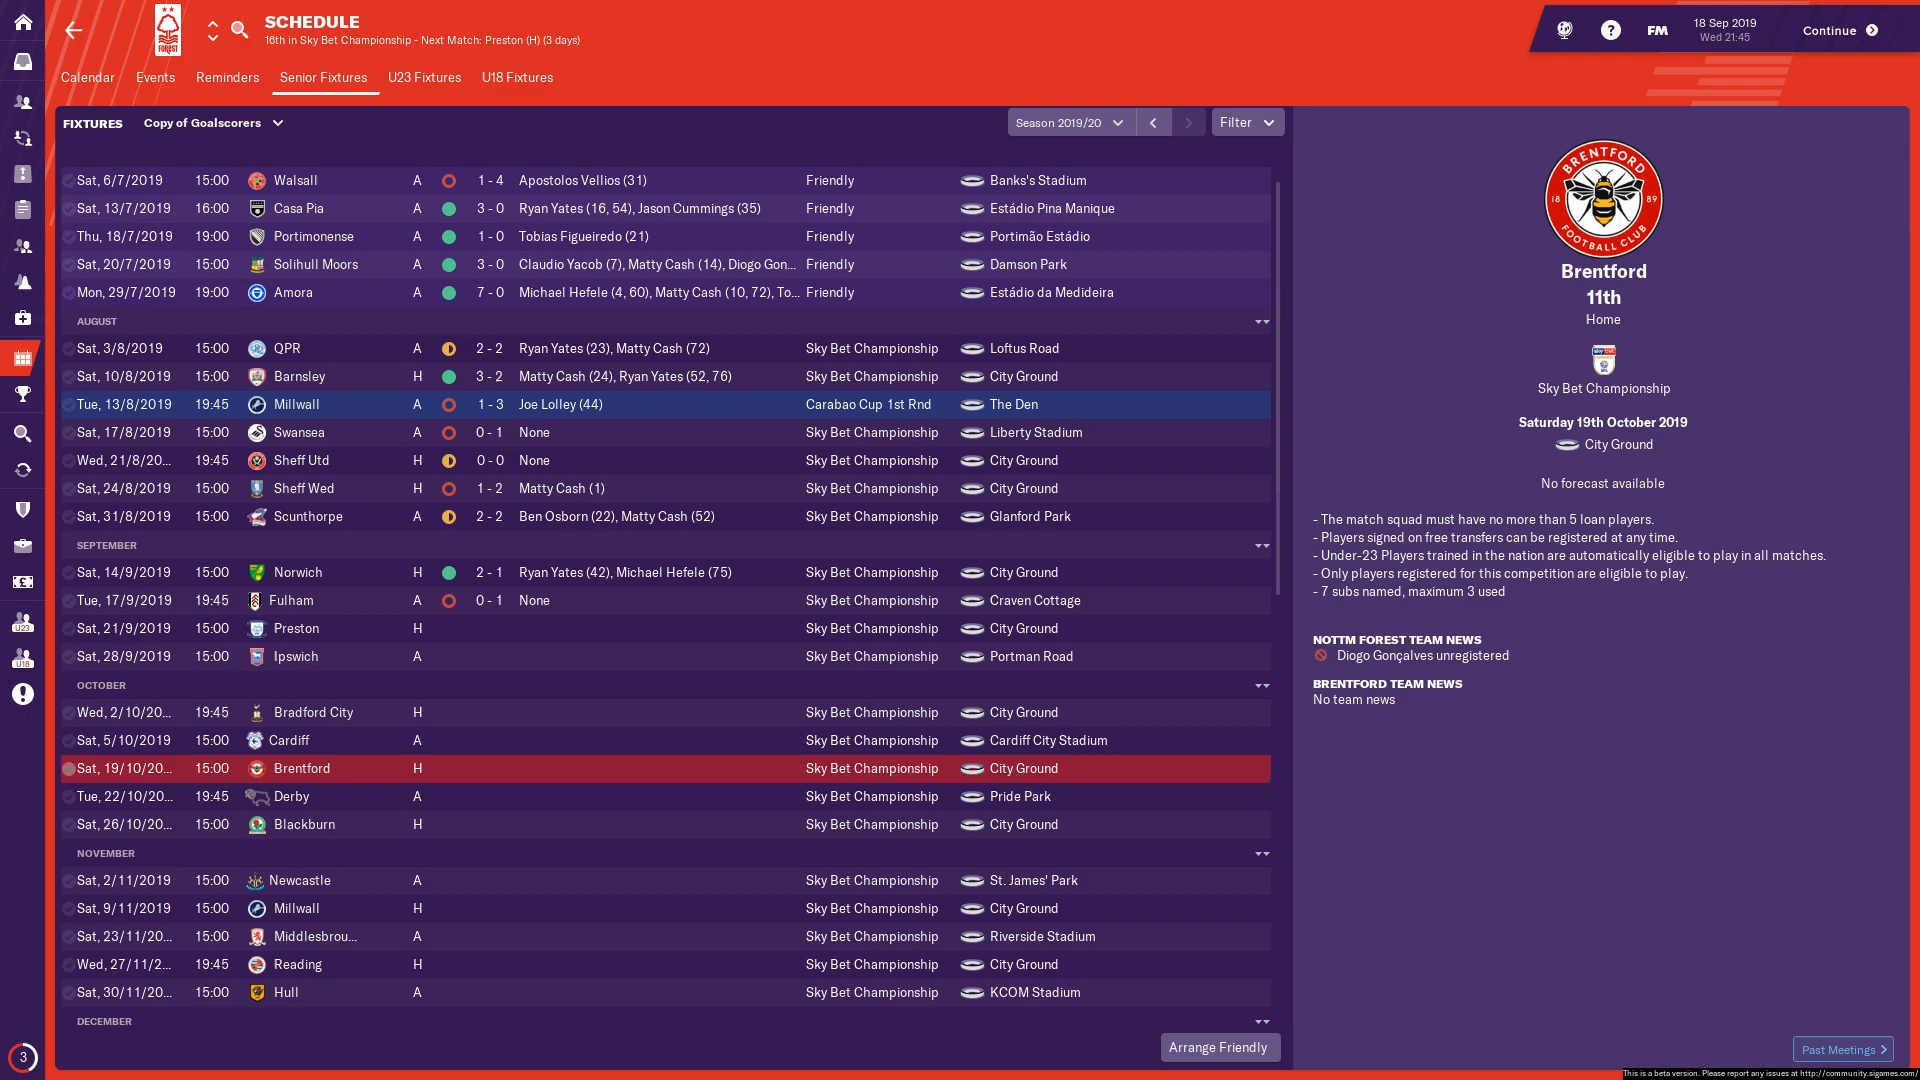 SCHEDULE
16th in Sky Bet Championship - Next Match: Preston (H) (3 days)
FOREST
FM
18 Sep 2019
Wed 21:45
Continue
Calendar Events Reminders Senior Fixtures U23 Fixtures U18 Fixtures
FIXTURES Copy of Goalscorers Season 2019/20 Filter
Sat, 6/7/2019 15:00 Walsall A 1 - 4 Apostolos Vellios (31) Friendly Banks's Stadium
Sat, 13/7/2019 16:00 Casa Pia A 3 - 0 Ryan Yates (16, 54), Jason Cummings (35) Friendly Estádio Pina Manique
Thu, 18/7/2019 19:00 Portimonense A 1 - 0 Tobias Figueiredo (21) Friendly Portimão Estádio
Sat, 20/7/2019 15:00 Solihull Moors A 3 - 0 Claudio Yacob (7), Matty Cash (14), Diogo Gon... Friendly Damson Park
Mon, 29/7/2019 19:00 Amora A 7 - 0 Michael Hefele (4, 60), Matty Cash (10, 72), To... Friendly Estádio da Medideira
AUGUST
Sat, 3/8/2019 15:00 QPR A 2 - 2 Ryan Yates (23), Matty Cash (72) Sky Bet Championship Loftus Road
Sat, 10/8/2019 15:00 Barnsley H 3 - 2 Matty Cash (24), Ryan Yates (52, 76) Sky Bet Championship City Ground
Tue, 13/8/2019 19:45 Millwall A 1 - 3 Joe Lolley (44) Carabao Cup 1st Rnd The Den
Sat, 17/8/2019 15:00 Swansea A 0 - 1 None Sky Bet Championship Liberty Stadium
Wed, 21/8/20... 19:45 Sheff Utd H 0 - 0 None Sky Bet Championship City Ground
Sat, 24/8/2019 15:00 Sheff Wed H 1 - 2 Matty Cash (1) Sky Bet Championship City Ground
Sat, 31/8/2019 15:00 Scunthorpe A 2 - 2 Ben Osborn (22), Matty Cash (52) Sky Bet Championship Glanford Park
SEPTEMBER
Sat, 14/9/2019 15:00 Norwich H 2 - 1 Ryan Yates (42), Michael Hefele (75) Sky Bet Championship City Ground
Tue, 17/9/2019 19:45 Fulham A 0 - 1 None Sky Bet Championship Craven Cottage
Sat, 21/9/2019 15:00 Preston H Sky Bet Championship City Ground
Sat, 28/9/2019 15:00 Ipswich A Sky Bet Championship Portman Road
OCTOBER
Wed, 2/10/20... 19:45 Bradford City H Sky Bet Championship City Ground
Sat, 5/10/2019 15:00 Cardiff A Sky Bet Championship Cardiff City Stadium
Sat, 19/10/20... 15:00 Brentford H Sky Bet Championship City Ground
Tue, 22/10/20... 19:45 Derby A Sky Bet Championship Pride Park
Sat, 26/10/20... 15:00 Blackburn H Sky Bet Championship City Ground
NOVEMBER
Sat, 2/11/2019 15:00 Newcastle A Sky Bet Championship St. James' Park
Sat, 9/11/2019 15:00 Millwall H Sky Bet Championship City Ground
Sat, 23/11/20... 15:00 Middlesbrou... A Sky Bet Championship Riverside Stadium
Wed, 27/11/2... 19:45 Reading H Sky Bet Championship City Ground
Sat, 30/11/20... 15:00 Hull A Sky Bet Championship KCOM Stadium
DECEMBER
Arrange Friendly
U23
U18
3
BRENTFORD
18 89
FOOTBALL CLUB
Brentford
11th
Home
sky bet
Sky Bet Championship
Saturday 19th October 2019
City Ground
No forecast available
- The match squad must have no more than 5 loan players.
- Players signed on free transfers can be registered at any time.
- Under-23 Players trained in the nation are automatically eligible to play in all matches.
- Only players registered for this competition are eligible to play.
- 7 subs named, maximum 3 used
NOTTM FOREST TEAM NEWS
Diogo Gonçalves unregistered
BRENTFORD TEAM NEWS
No team news
Past Meetings
This is a beta version. Please report any issues at http://community.sigames.com/